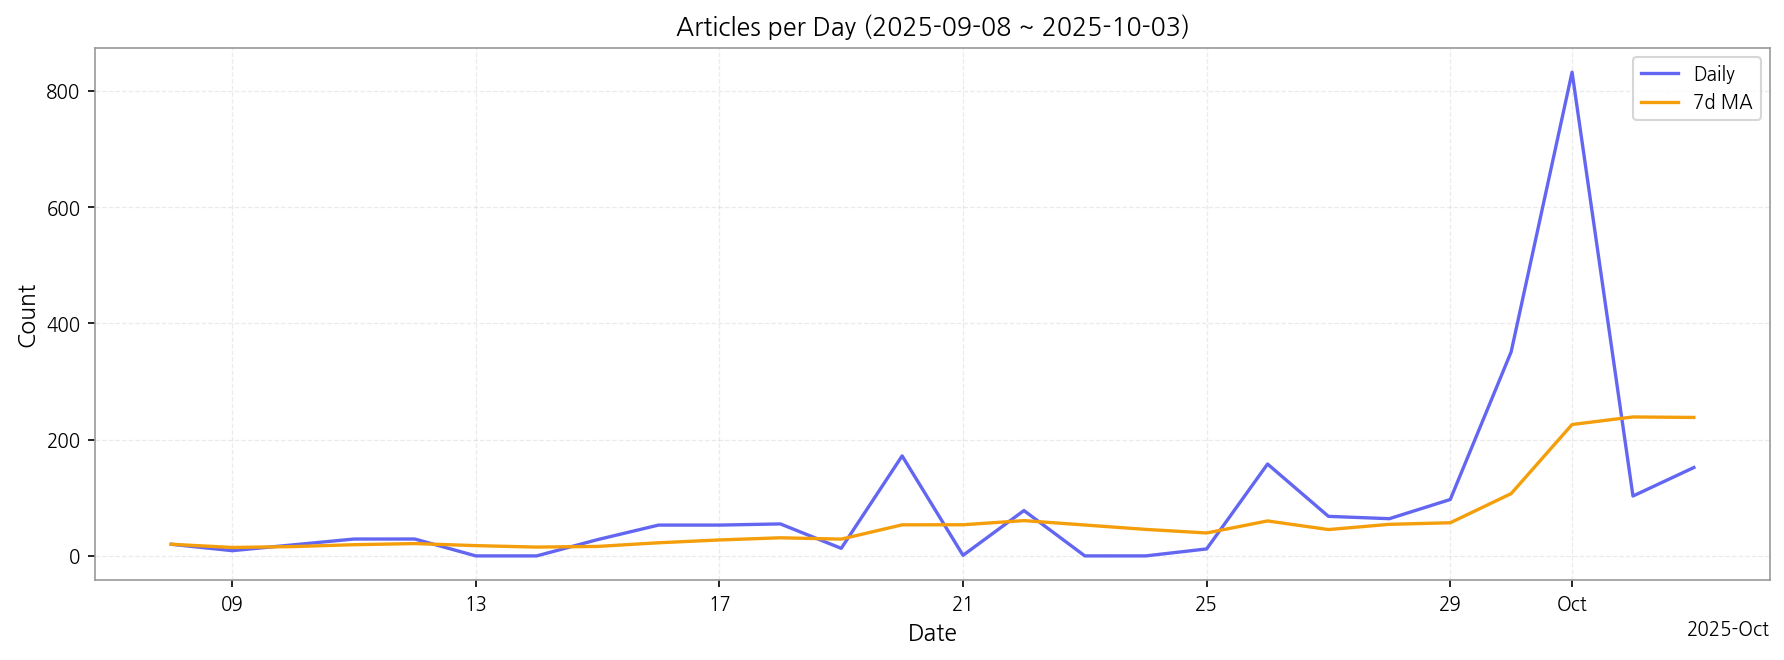 Articles per Day (2025-09-08 ~ 2025-10-03)
Daily
7d MA
Count
800
600
400
200
0
09 13 17 21 25 29 Oct
Date
2025-Oct